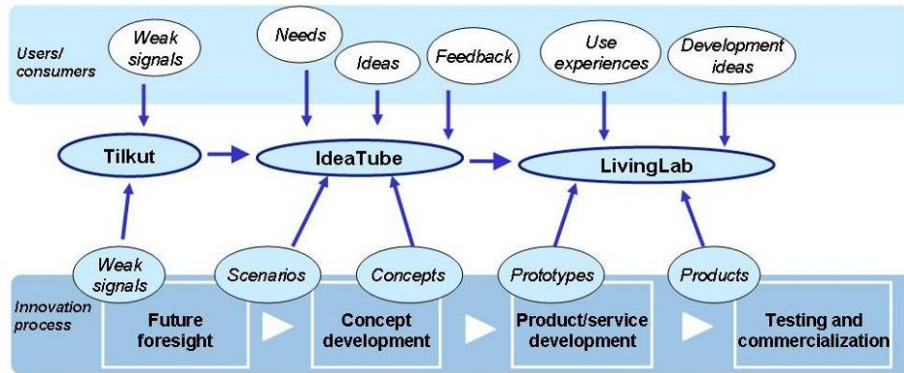 Users/
consumers
Weak
signals
Needs
Ideas
Feedback
Use
experiences
Development
ideas
Tilkut
IdeaTube
LivingLab
Weak
signals
Scenarios
Concepts
Prototypes
Products
Innovation
process
Future
foresight
Concept
development
Product/service
development
Testing and
commercialization